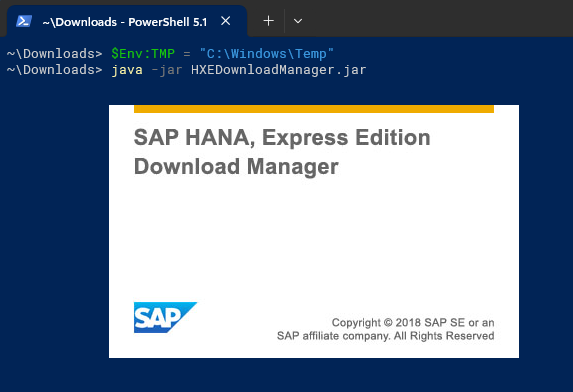 ~\Downloads - PowerShell 5.1
~\Downloads> $Env:TMP = "C:\Windows\Temp"
~\Downloads> java -jar HXEDownloadManager.jar
SAP HANA, Express Edition
Download Manager
SAP
Copyright © 2018 SAP SE or an
SAP affiliate company. All Rights Reserved